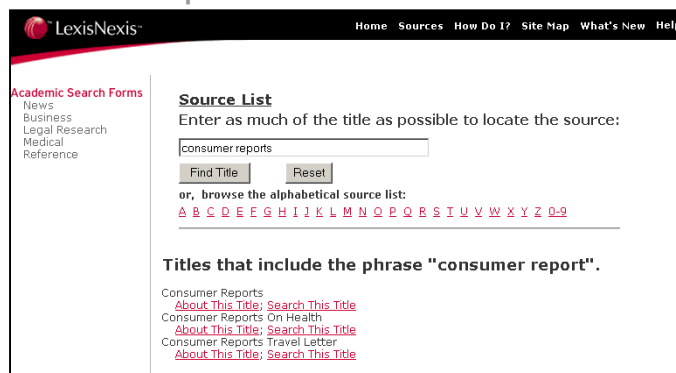 LexisNexis™
Home Sources How Do I? Site Map What's New Help
Academic Search Forms
News
Business
Legal Research
Medical
Reference
Source List
Enter as much of the title as possible to locate the source:
consumer reports
Find Title Reset
or, browse the alphabetical source list:
A B C D E F G H I J K L M N O P Q R S T U V W X Y Z 0-9
Titles that include the phrase "consumer report".
Consumer Reports
About This Title; Search This Title
Consumer Reports On Health
About This Title; Search This Title
Consumer Reports Travel Letter
About This Title; Search This Title